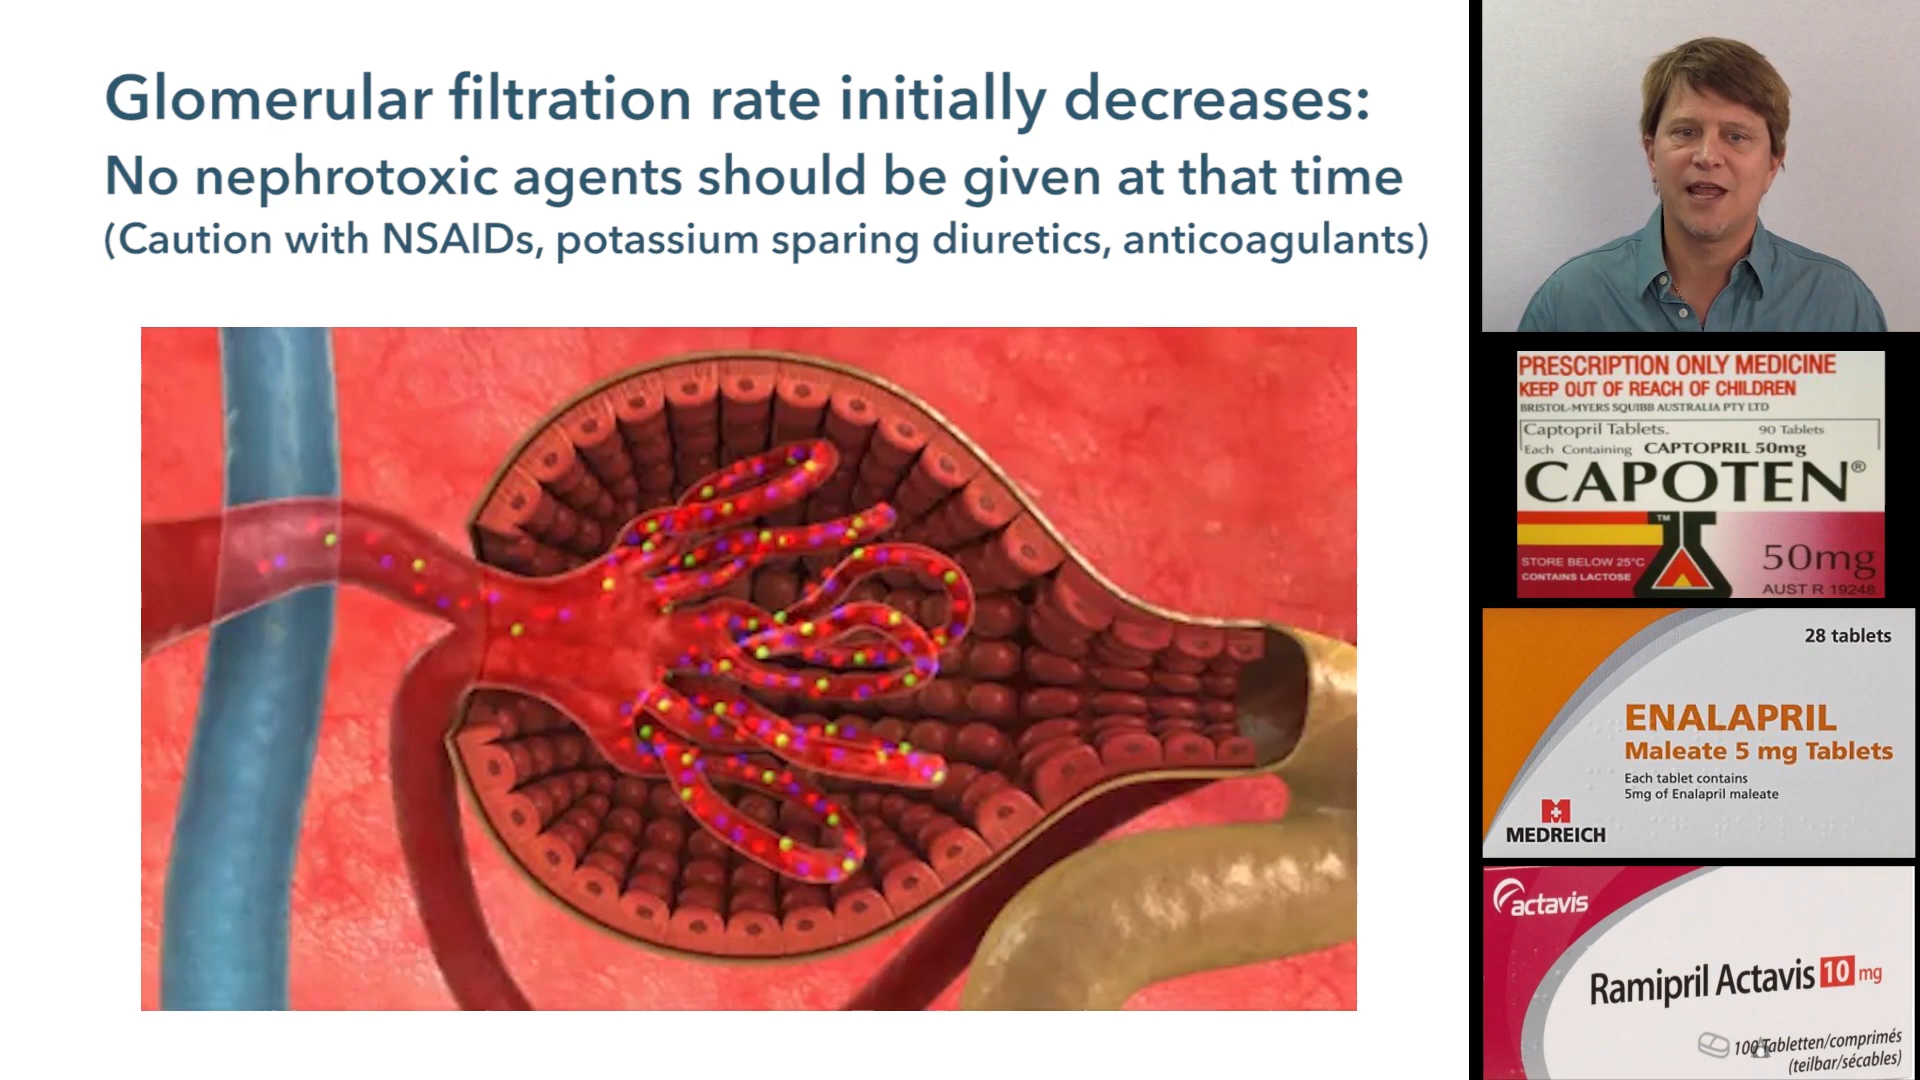 Glomerular filtration rate initially decreases:
No nephrotoxic agents should be given at that time
(Caution with NSAIDs, potassium sparing diuretics, anticoagulants)
PRESCRIPTION ONLY MEDICINE
KEEP OUT OF REACH OF CHILDREN
BRISTOL-MYERS SQUIBB AUSTRALIA PTY LTD
Captopril Tablets. 90 Tablets
Each Containing CAPTOPRIL 50mg
CAPOTEN®
TM
STORE BELOW 25°C
CONTAINS LACTOSE
50mg
AUST R 19248
28 tablets
ENALAPRIL
Maleate 5 mg Tablets
Each tablet contains
5mg of Enalapril maleate
MEDREICH
actavis
Ramipril Actavis 10 mg
100 Tabletten/comprimés
(teilbar/sécables)